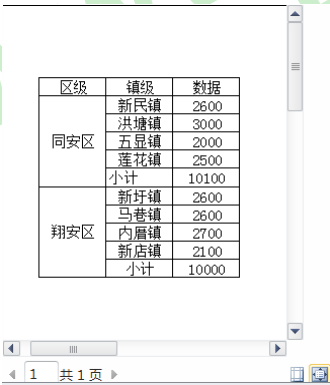 区级 镇级 数据
同安区 新民镇 2600
洪塘镇 3000
五显镇 2000
莲花镇 2500
小计 10100
翔安区 新圩镇 2600
马巷镇 2600
内厝镇 2700
新店镇 2100
小计 10000
1 共1页